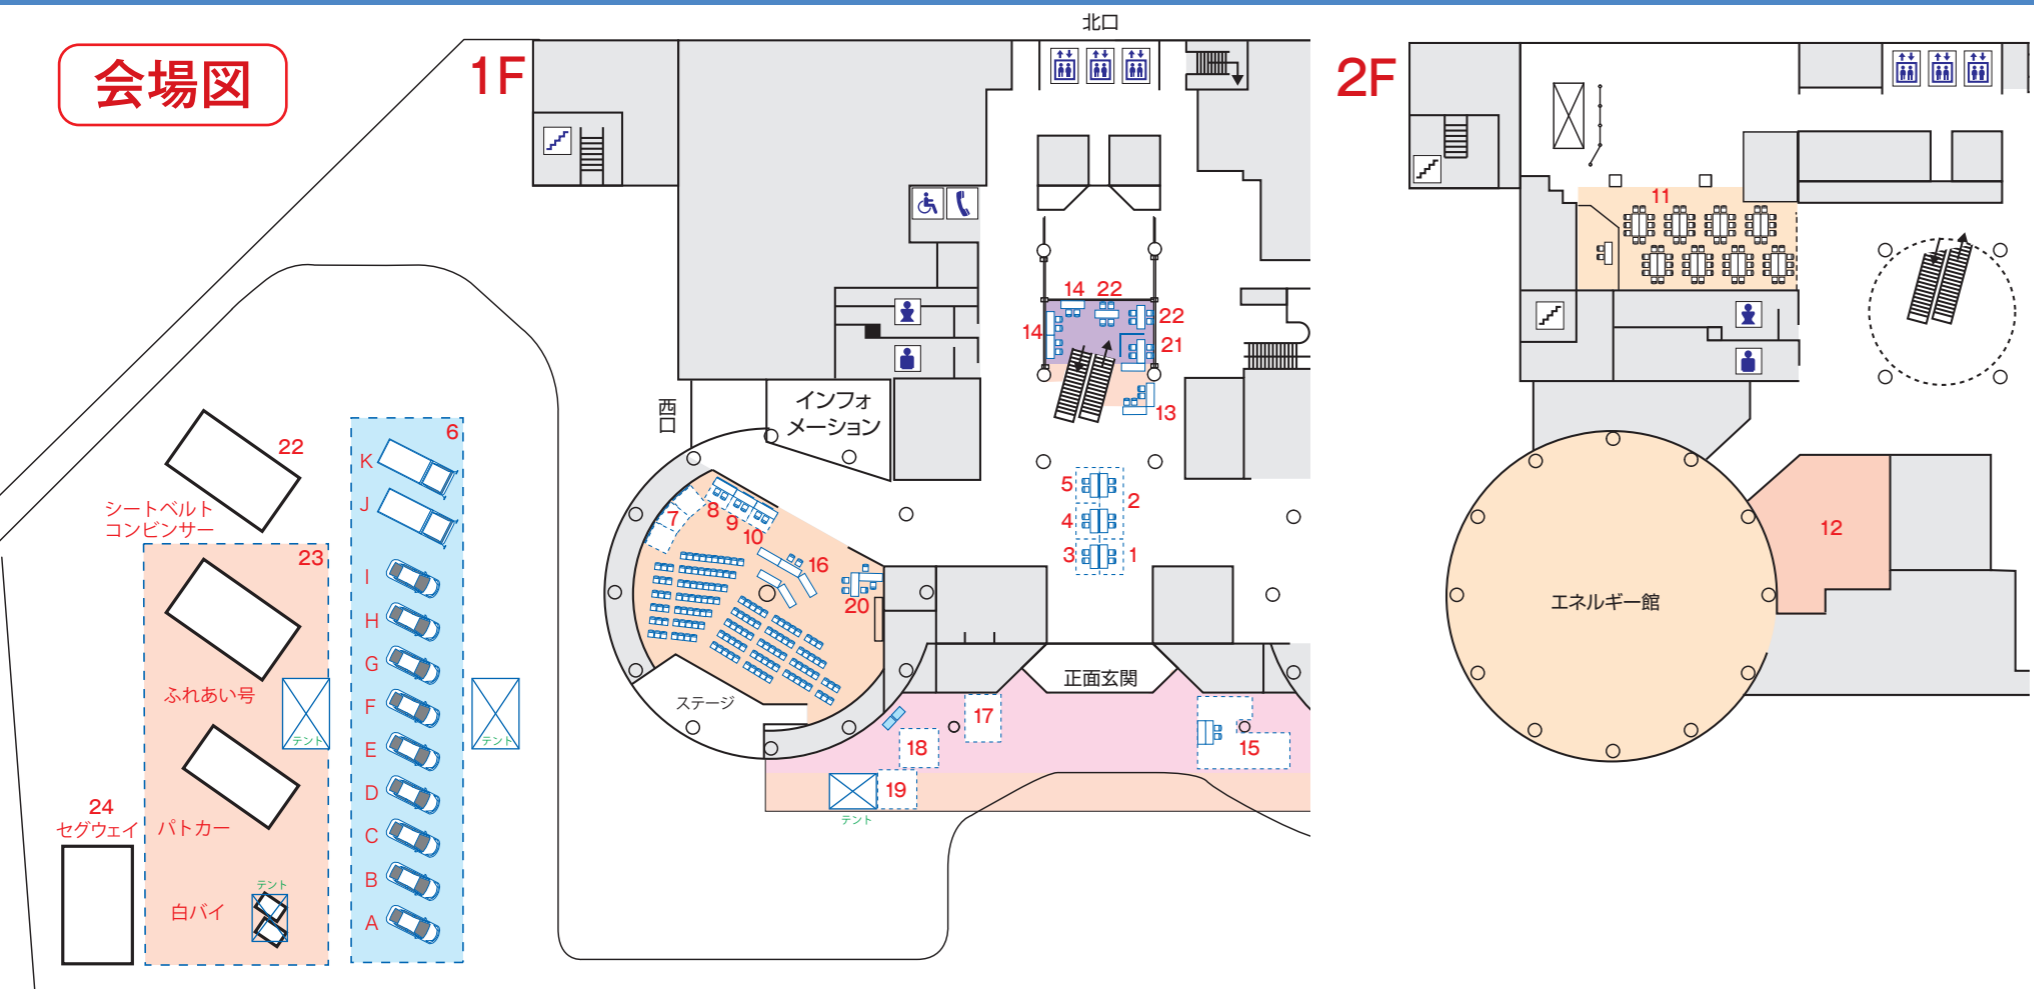 会場図
1F
北口
2F
11
14
22
14
22
21
13
西口
インフォ
メーション
22
シートベルト
コンビンサー
6
K
J
I
H
G
F
E
D
C
B
A
23
ふれあい号
テント
テント
パトカー
24
セグウェイ
テント
白バイ
5
2
4
3
1
7
8
9
10
16
20
ステージ
正面玄関
17
18
15
19
テント
12
エネルギー館